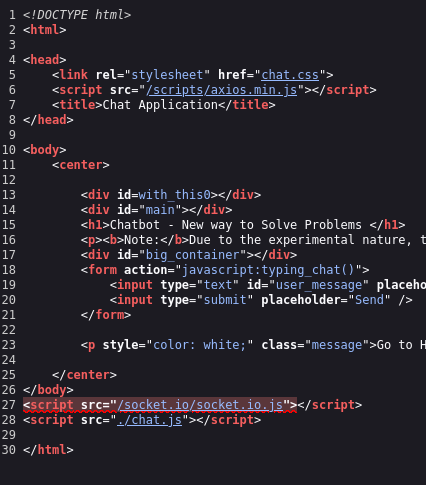 1 <!DOCTYPE html>
2 <html>
3
4 <head>
5     <link rel="stylesheet" href="chat.css">
6     <script src="/scripts/axios.min.js"></script>
7     <title>Chat Application</title>
8 </head>
9
10 <body>
11     <center>
12
13         <div id=with_this0></div>
14         <div id="main"></div>
15         <h1>Chatbot - New way to Solve Problems </h1>
16         <p><b>Note:</b>Due to the experimental nature, t
17         <div id="big_container"></div>
18         <form action="javascript:typing_chat()">
19             <input type="text" id="user_message" placeho
20             <input type="submit" placeholder="Send" />
21         </form>
22
23         <p style="color: white;" class="message">Go to H
24
25     </center>
26 </body>
27 <script src="/socket.io/socket.io.js"></script>
28 <script src="./chat.js"></script>
29
30 </html>